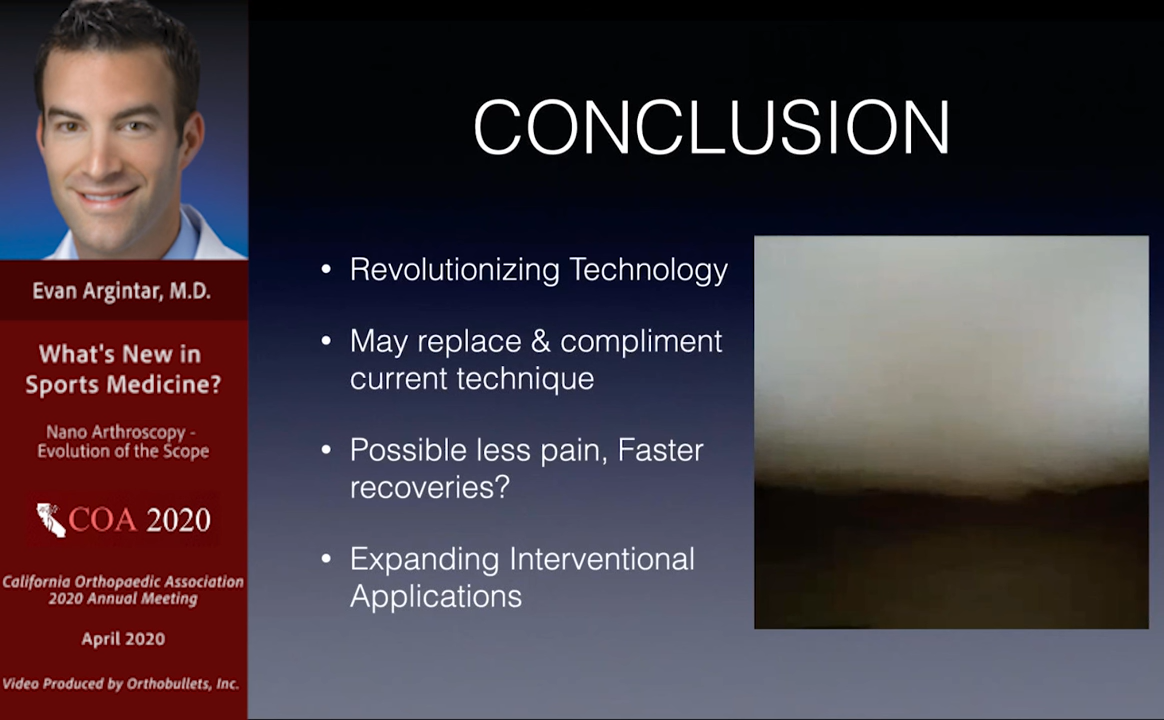 Evan Argintar, M.D.
What's New in
Sports Medicine?
Nano Arthroscopy -
Evolution of the Scope
COA 2020
California Orthopaedic Association
2020 Annual Meeting
April 2020
Video Produced by Orthobullets, Inc.
CONCLUSION
• Revolutionizing Technology
• May replace & compliment
current technique
• Possible less pain, Faster
recoveries?
• Expanding Interventional
Applications